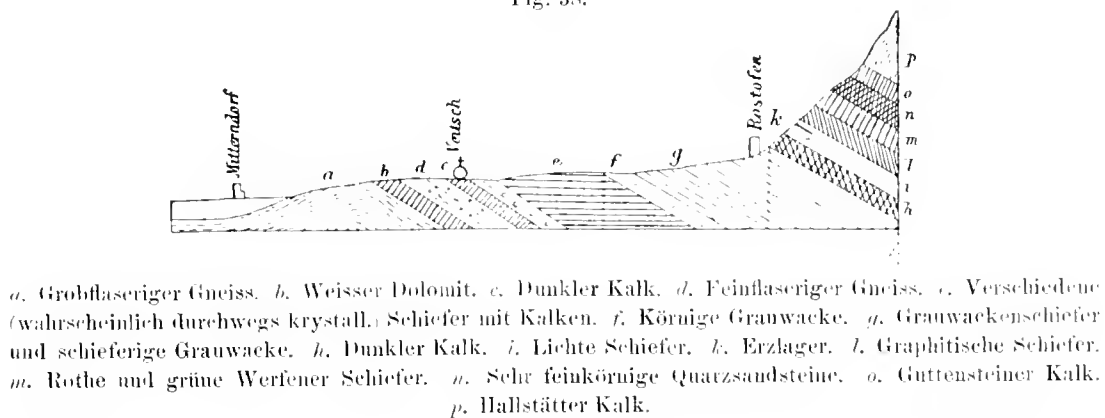 Fig. 38.
Mitterndorf
a
b
d
c
Veitsch
e
f
g
Rostofen
k
p
o
n
m
l
i
h
a. Grobflaseriger Gneiss. b. Weisser Dolomit. c. Dunkler Kalk. d. Feinflaseriger Gneiss. e. Verschiedene
(wahrscheinlich durchwegs krystall.) Schiefer mit Kalken. f. Körnige Grauwacke. g. Grauwackenschiefer
und schieferige Grauwacke. h. Dunkler Kalk. i. Lichte Schiefer. k. Erzlager. l. Graphitische Schiefer.
m. Rothe und grüne Werfener Schiefer. n. Sehr feinkörnige Quarzsandsteine. o. Guttensteiner Kalk.
p. Hallstätter Kalk.